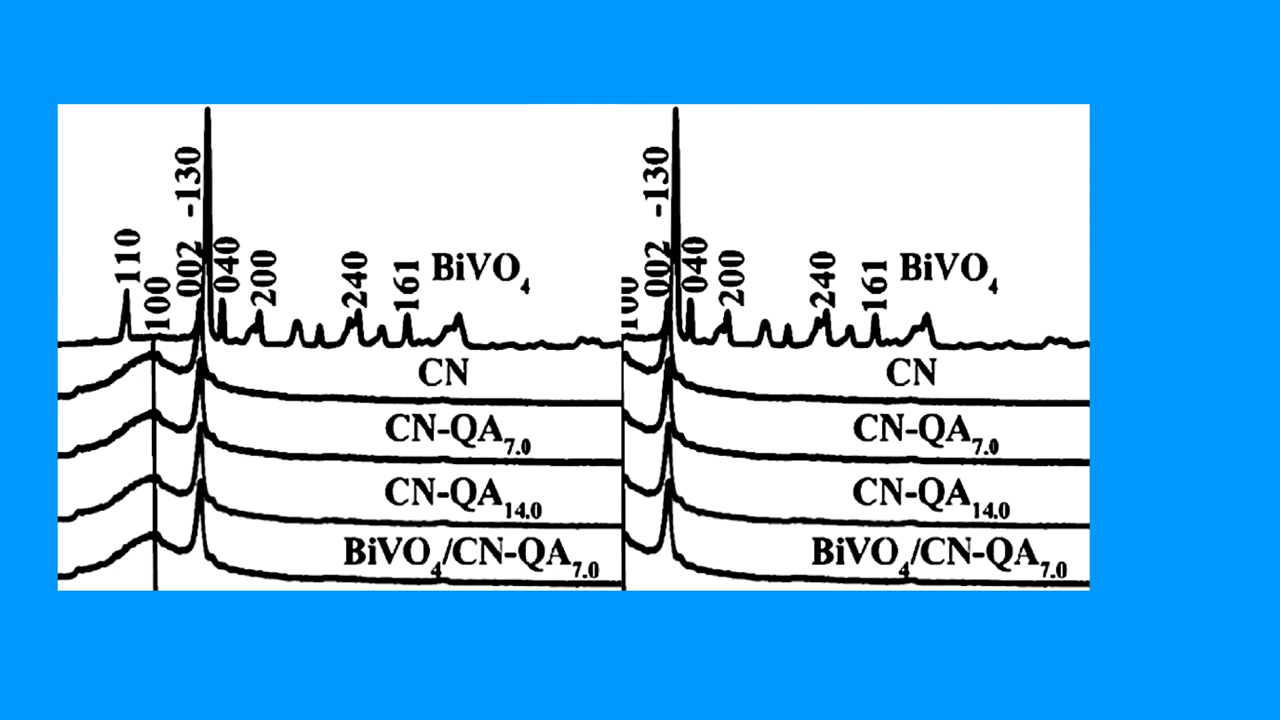 110
100
002
-130
040
200
240
161
BiVO4
CN
CN-QA7.0
CN-QA14.0
BiVO4/CN-QA7.0
002
-130
040
200
240
161
BiVO4
CN
CN-QA7.0
CN-QA14.0
BiVO4/CN-QA7.0